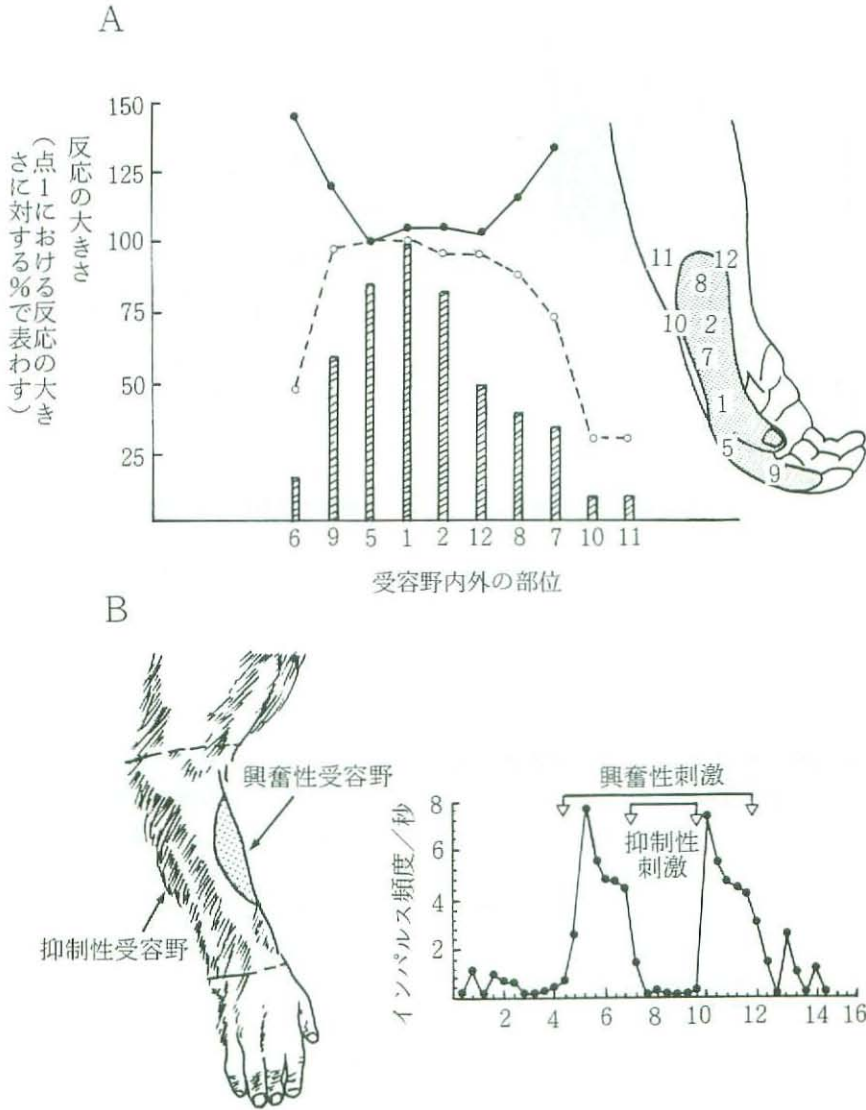 A
反応の大きさ
（点1における反応の大き
さに対する%で表わす）
150
125
100
75
50
25
6 9 5 1 2 12 8 7 10 11
受容野内外の部位
11 12
8
10 2
7
1
5
9
B
興奮性受容野
抑制性受容野
インパルス頻度/秒
8
6
4
2
興奮性刺激
抑制性
刺激
2 4 6 8 10 12 14 16